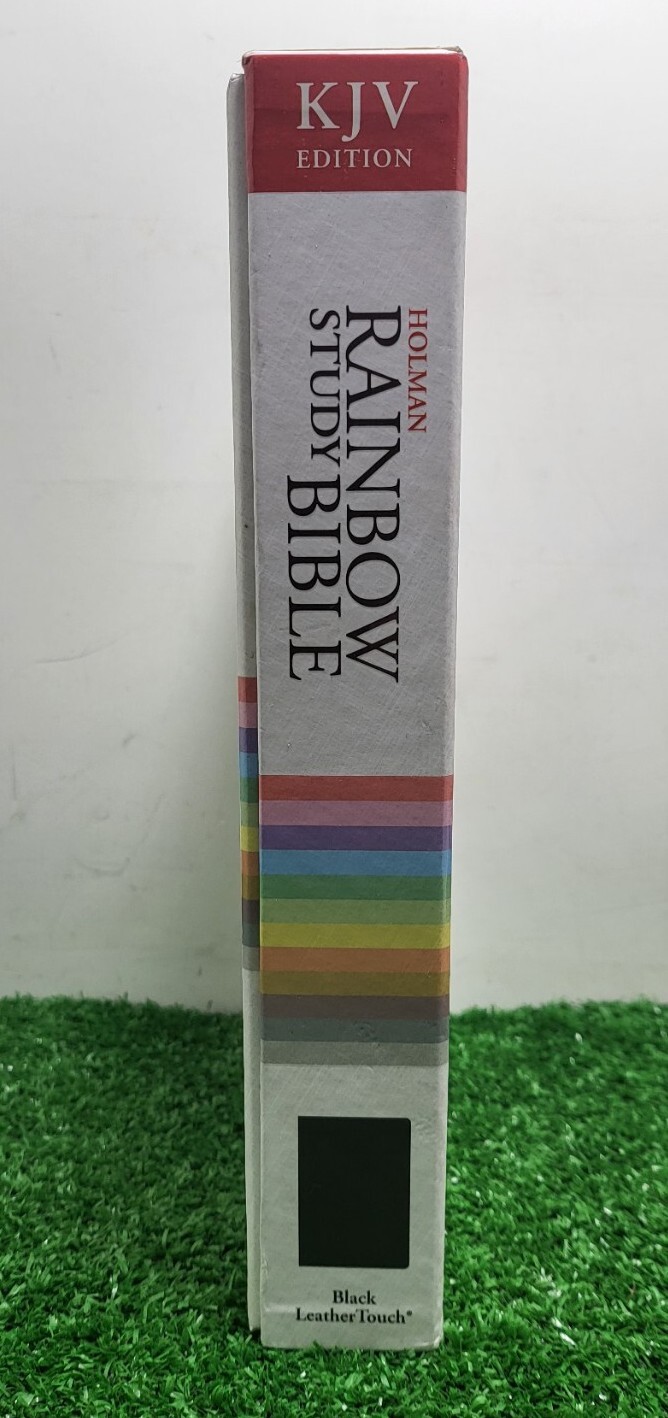 KJV
EDITION
HOLMAN
RAINBOW
STUDY BIBLE
Black
LeatherTouch®